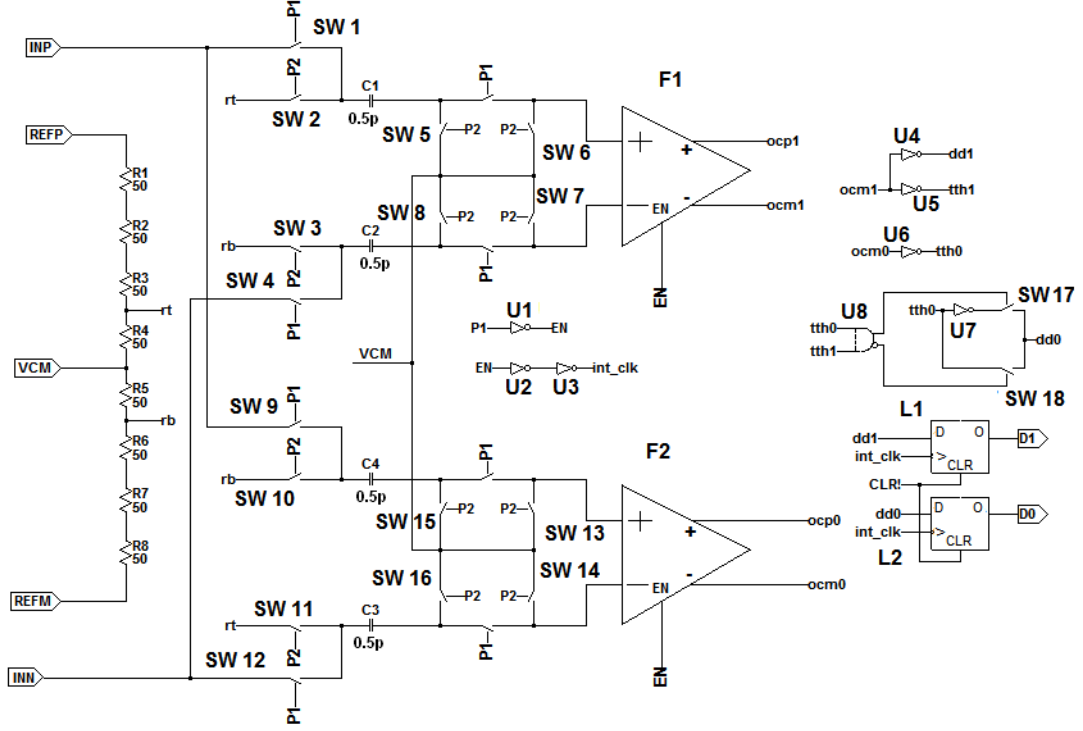 P1
SW 1
INP
P2
C1
P1
F1
rt
0.5p
SW 2
SW 5
P2
P2
SW 6
+
ocp1
U4
dd1
REFP
R1
50
R2
50
SW 8
P2
P2
SW 7
EN
-
ocm1
ocm1
tth1
U5
SW 3
C2
rb
0.5p
U6
ocm0
tth0
R3
50
SW 4
P2
P1
P1
EN
rt
U1
P1
EN
U8
tth0
tth1
tth0
U7
SW 17
dd0
SW 18
R4
50
VCM
VCM
EN
int_clk
U2
U3
R5
50
rb
SW 9
P1
P2
P1
F2
L1
dd1
D
O
D1
int_clk
>
CLR
CLR!
R6
50
C4
rb
0.5p
SW 10
SW 15
P2
P2
SW 13
+
ocp0
dd0
D
O
D0
int_clk
>
CLR
L2
R7
50
R8
50
SW 16
P2
P2
SW 14
EN
-
ocm0
REFM
SW 11
C3
rt
0.5p
P2
P1
SW 12
INN
P1
EN